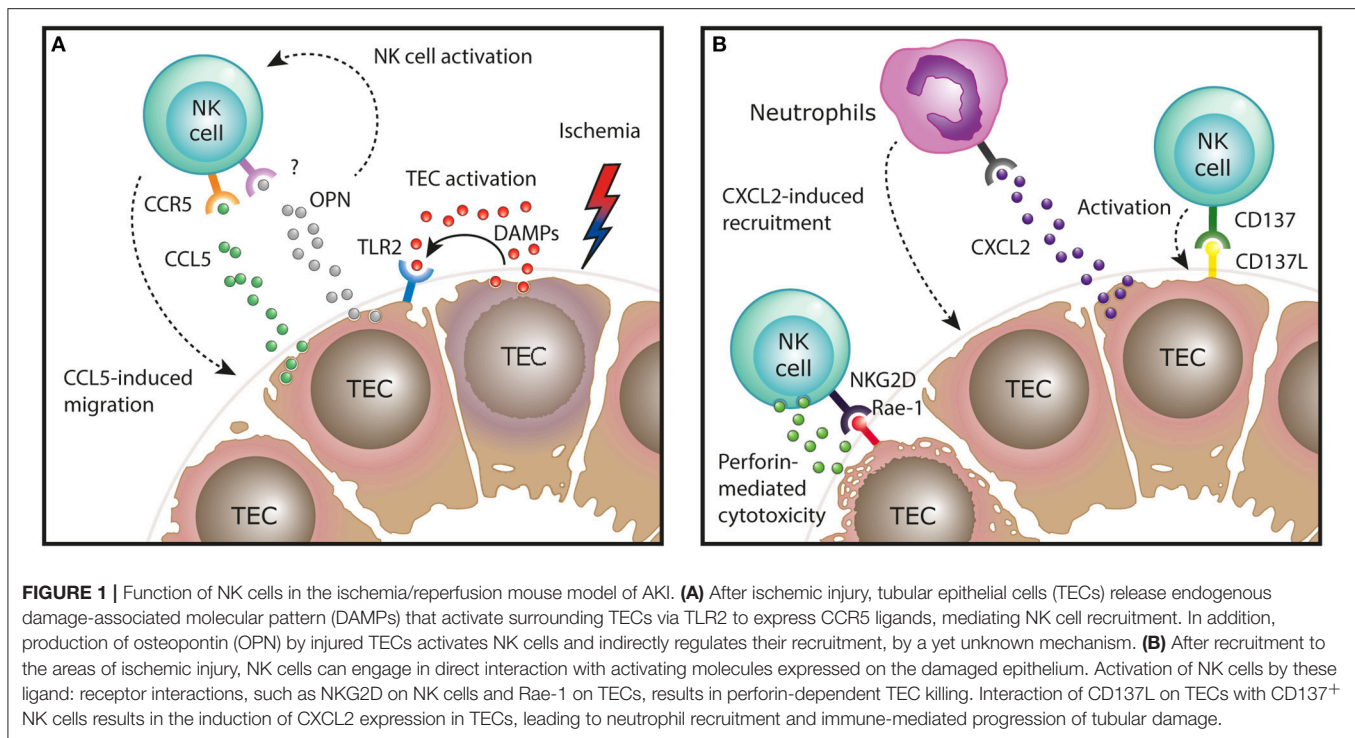 A
NK cell activation
NK
cell
Ischemia
?
CCR5
OPN
TEC activation
TLR2
DAMPs
CCL5
TEC
CCL5-induced
migration
TEC
TEC
B
Neutrophils
NK
cell
CXCL2-induced
recruitment
Activation
CD137
CXCL2
CD137L
NK
cell
NKG2D
Rae-1
TEC
TEC
Perforin-
mediated
cytotoxicity
TEC
FIGURE 1 | Function of NK cells in the ischemia/reperfusion mouse model of AKI. (A) After ischemic injury, tubular epithelial cells (TECs) release endogenous
damage-associated molecular pattern (DAMPs) that activate surrounding TECs via TLR2 to express CCR5 ligands, mediating NK cell recruitment. In addition,
production of osteopontin (OPN) by injured TECs activates NK cells and indirectly regulates their recruitment, by a yet unknown mechanism. (B) After recruitment to
the areas of ischemic injury, NK cells can engage in direct interaction with activating molecules expressed on the damaged epithelium. Activation of NK cells by these
ligand: receptor interactions, such as NKG2D on NK cells and Rae-1 on TECs, results in perforin-dependent TEC killing. Interaction of CD137L on TECs with CD137+
NK cells results in the induction of CXCL2 expression in TECs, leading to neutrophil recruitment and immune-mediated progression of tubular damage.